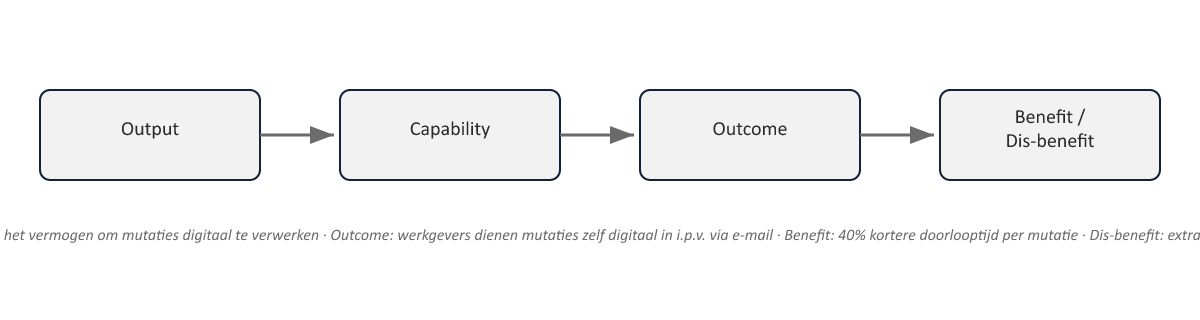 Output
Capability
Outcome
Benefit /
Dis-benefit
het vermogen om mutaties digitaal te verwerken · Outcome: werkgevers dienen mutaties zelf digitaal in i.p.v. via e-mail · Benefit: 40% kortere doorlooptijd per mutatie · Dis-benefit: extra